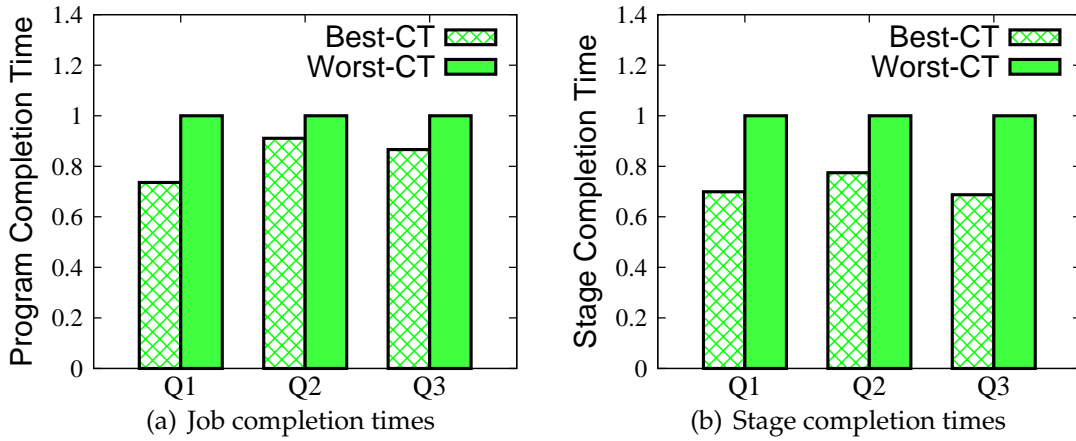 Program Completion Time
1.4
1.2
1
0.8
0.6
0.4
0.2
0
Best-CT
Worst-CT
Q1 Q2 Q3
(a) Job completion times
Stage Completion Time
1.4
1.2
1
0.8
0.6
0.4
0.2
0
Best-CT
Worst-CT
Q1 Q2 Q3
(b) Stage completion times